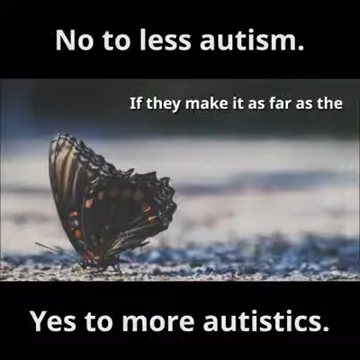 No to less autism.
If they make it as far as the
Yes to more autistics.